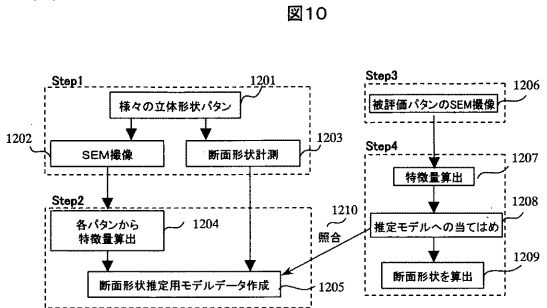 図10
Step1
1201
様々の立体形状パタン
1202
1203
SEM撮像
断面形状計測
Step2
各パタンから
特徴量算出
1204
断面形状推定用モデルデータ作成
1205
Step3
1206
被評価パタンのSEM撮像
Step4
1207
特徴量算出
1210
照合
1208
推定モデルへの当てはめ
断面形状を算出
1209